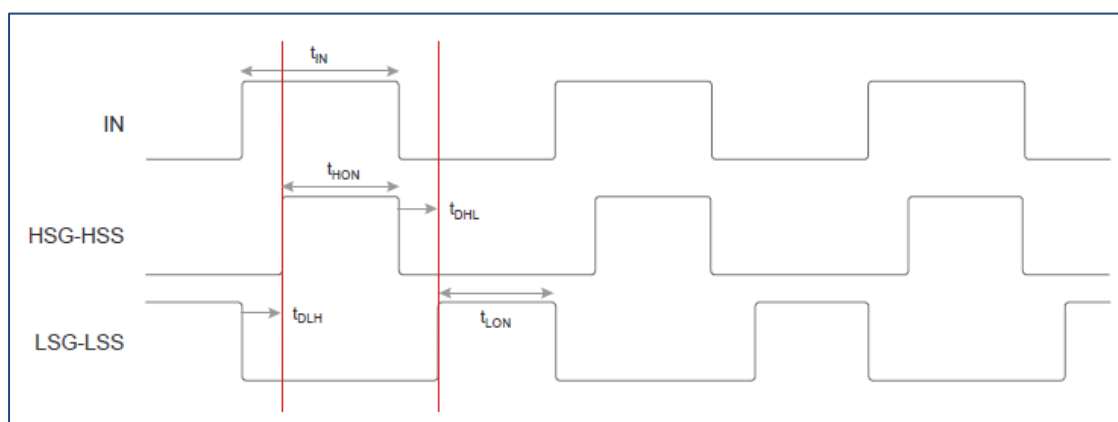 tIN
IN
tHON
tDHL
HSG-HSS
tDLH
tLON
LSG-LSS